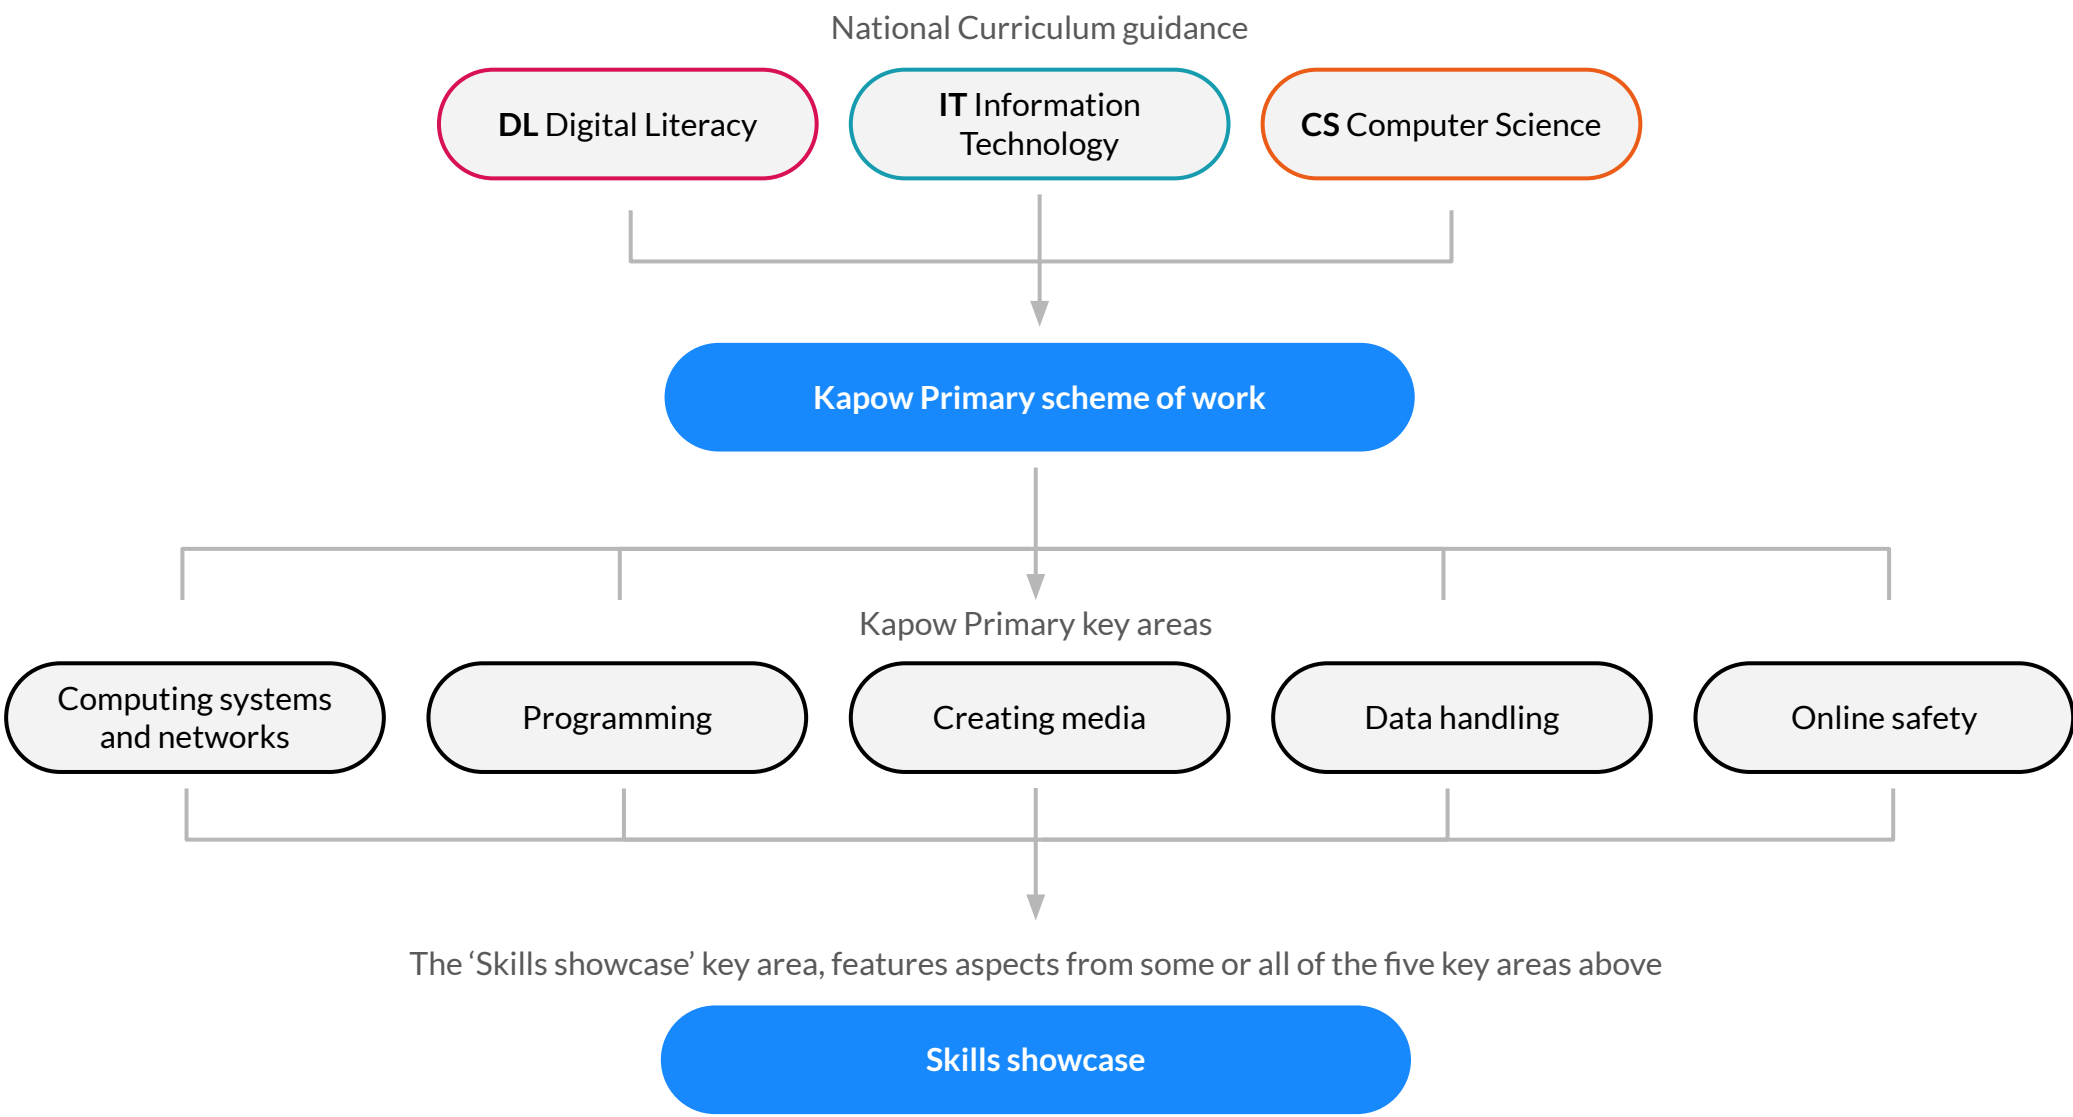 National Curriculum guidance
DL Digital Literacy
IT Information
Technology
CS Computer Science
Kapow Primary scheme of work
Kapow Primary key areas
Computing systems
and networks
Programming
Creating media
Data handling
Online safety
The ‘Skills showcase’ key area, features aspects from some or all of the five key areas above
Skills showcase